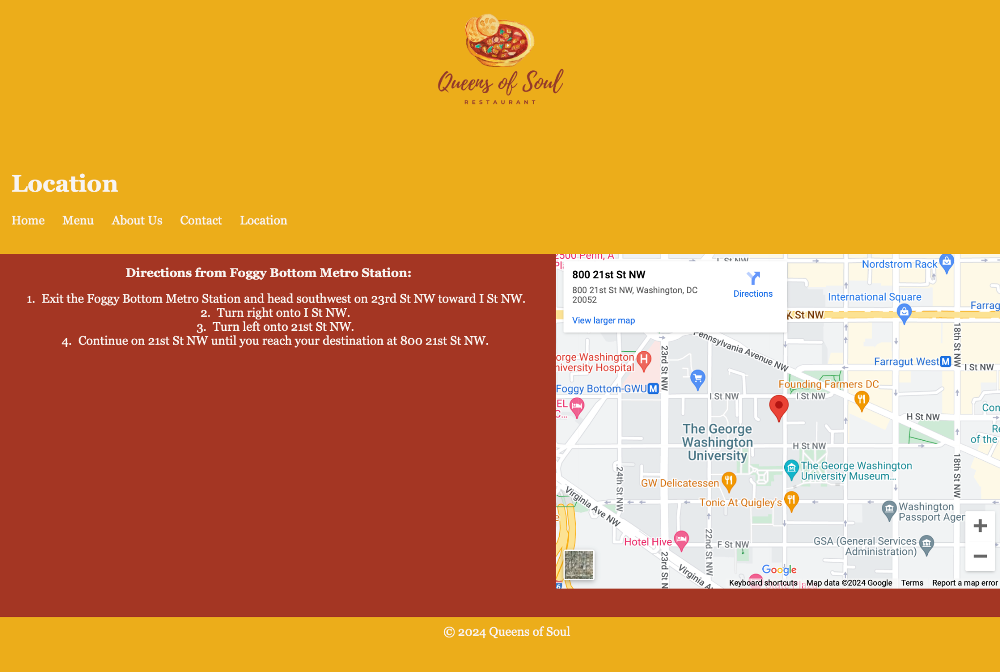 Queens of Soul
RESTAURANT
Location
Home Menu About Us Contact Location
Directions from Foggy Bottom Metro Station:
1. Exit the Foggy Bottom Metro Station and head southwest on 23rd St NW toward I St NW.
2. Turn right onto I St NW.
3. Turn left onto 21st St NW.
4. Continue on 21st St NW until you reach your destination at 800 21st St NW.
2500 Penn, A
800 21st St NW
800 21st St NW, Washington, DC
20052
Directions
View larger map
L St NW
Nordstrom Rack
International Square
Farrag
K St NW
Pennsylvania Avenue NW
18th St NW
23rd St NW
orge Washington
niversity Hospital
H
Farragut West M
I St NW
Foggy Bottom-GWU M
Founding Farmers DC
I St NW
I St NW
EL
C...
Con
H St NW
The George
Washington
University
of the
H St NW
The George Washington
University Museum...
24th St NW
18th St NW
GW Delicatessen
Tonic At Quigley's
Virginia Ave NW
Washington
Passport Agen
22nd St NW
Hotel Hive
F St NW
GSA (General Services
Administration)
23rd St N
Virginia A
Google
State Plaza
Keyboard shortcuts Map data ©2024 Google Terms Report a map error
© 2024 Queens of Soul